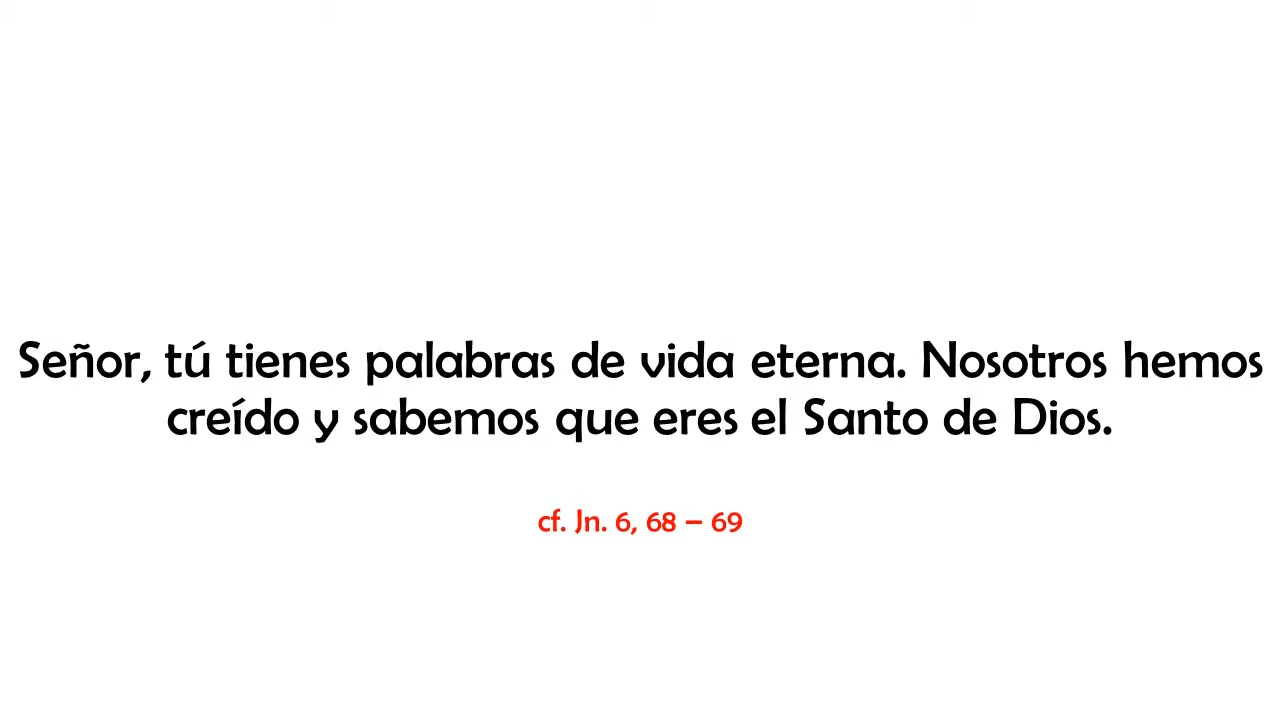 Señor, tú tienes palabras de vida eterna. Nosotros hemos
creído y sabemos que eres el Santo de Dios.
cf. Jn. 6, 68 – 69